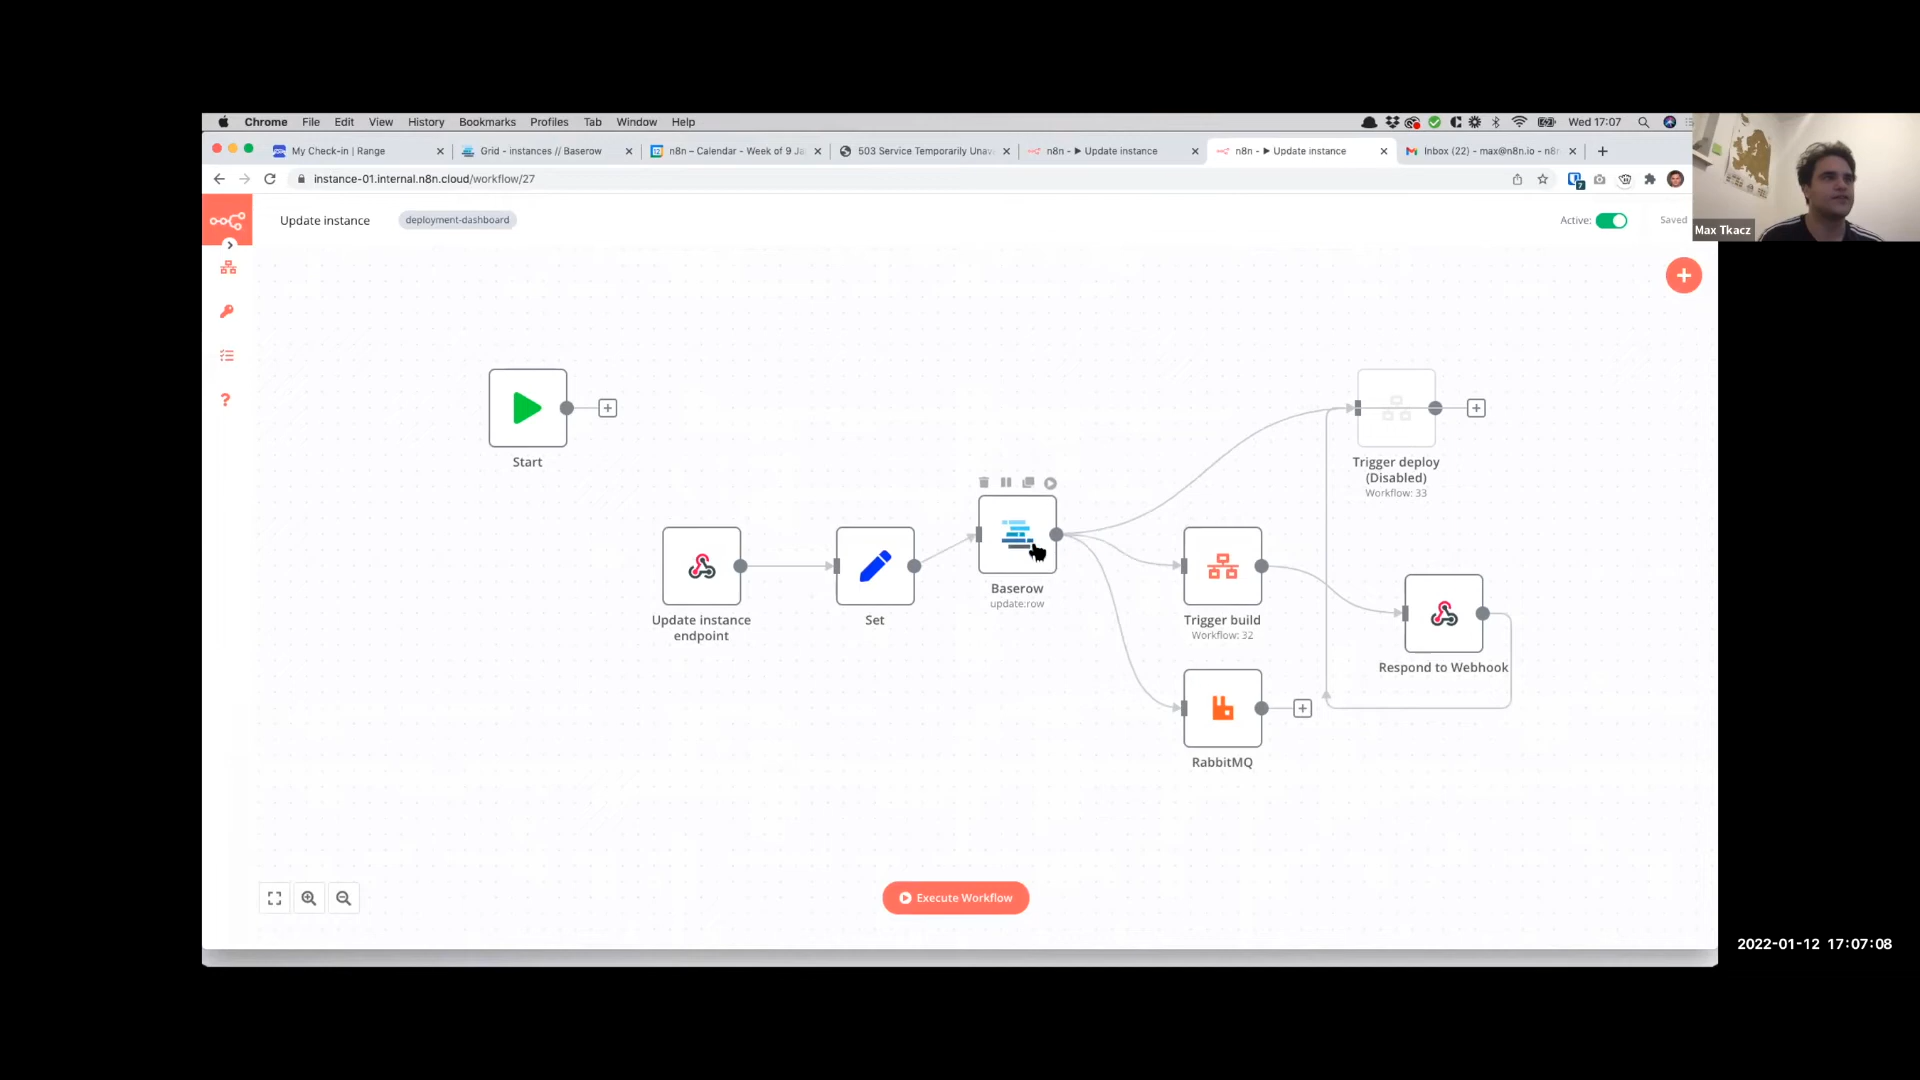 Chrome File Edit View History Bookmarks Profiles Tab Window Help
Wed 17:07
My Check-in | Range
Grid - instances // Baserow
n8n – Calendar - Week of 9 Ja
503 Service Temporarily Unava
n8n - ▶ Update instance
n8n - ▶ Update instance
Inbox (22) - max@n8n.io - n8n
instance-01.internal.n8n.cloud/workflow/27
7
Update instance
deployment-dashboard
Active:
Saved
Max Tkacz
Start
Trigger deploy
(Disabled)
Workflow: 33
Update instance
endpoint
Set
Baserow
update:row
Trigger build
Workflow: 32
Respond to Webhook
RabbitMQ
Execute Workflow
2022-01-12 17:07:08